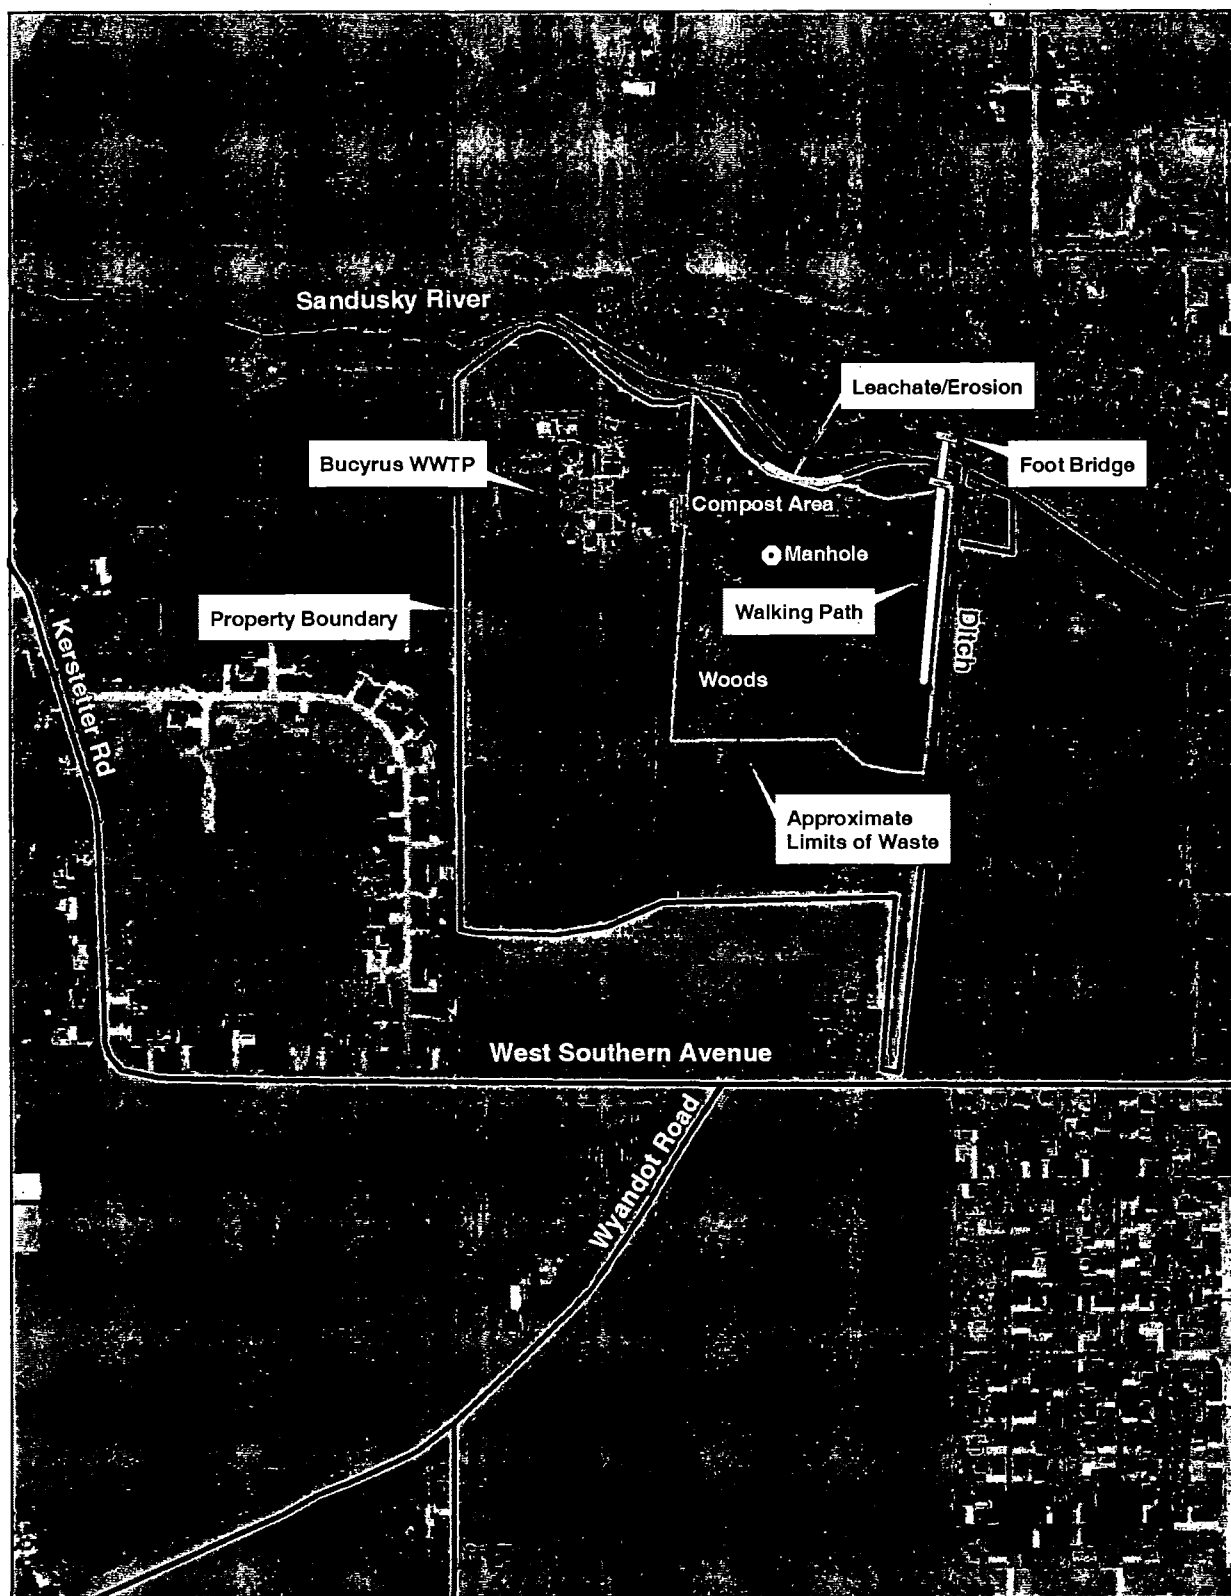 Sandusky River
Leachate/Erosion
Bucyrus WWTP
Foot Bridge
Compost Area
Manhole
Property Boundary
Walking Path
Ditch
Kerstetter Rd
Woods
Approximate
Limits of Waste
West Southern Avenue
Wyandot Road